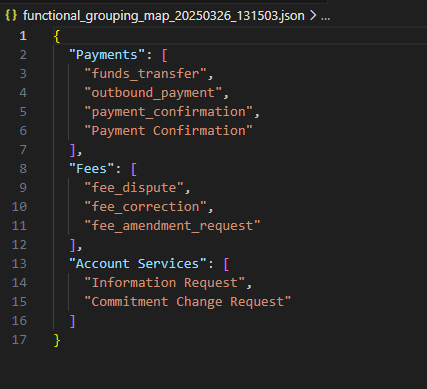 {} functional_grouping_map_20250326_131503.json > ...
1 {
2 "Payments": [
3 "funds_transfer",
4 "outbound_payment",
5 "payment_confirmation",
6 "Payment Confirmation"
7 ],
8 "Fees": [
9 "fee_dispute",
10 "fee_correction",
11 "fee_amendment_request"
12 ],
13 "Account Services": [
14 "Information Request",
15 "Commitment Change Request"
16 ]
17 }